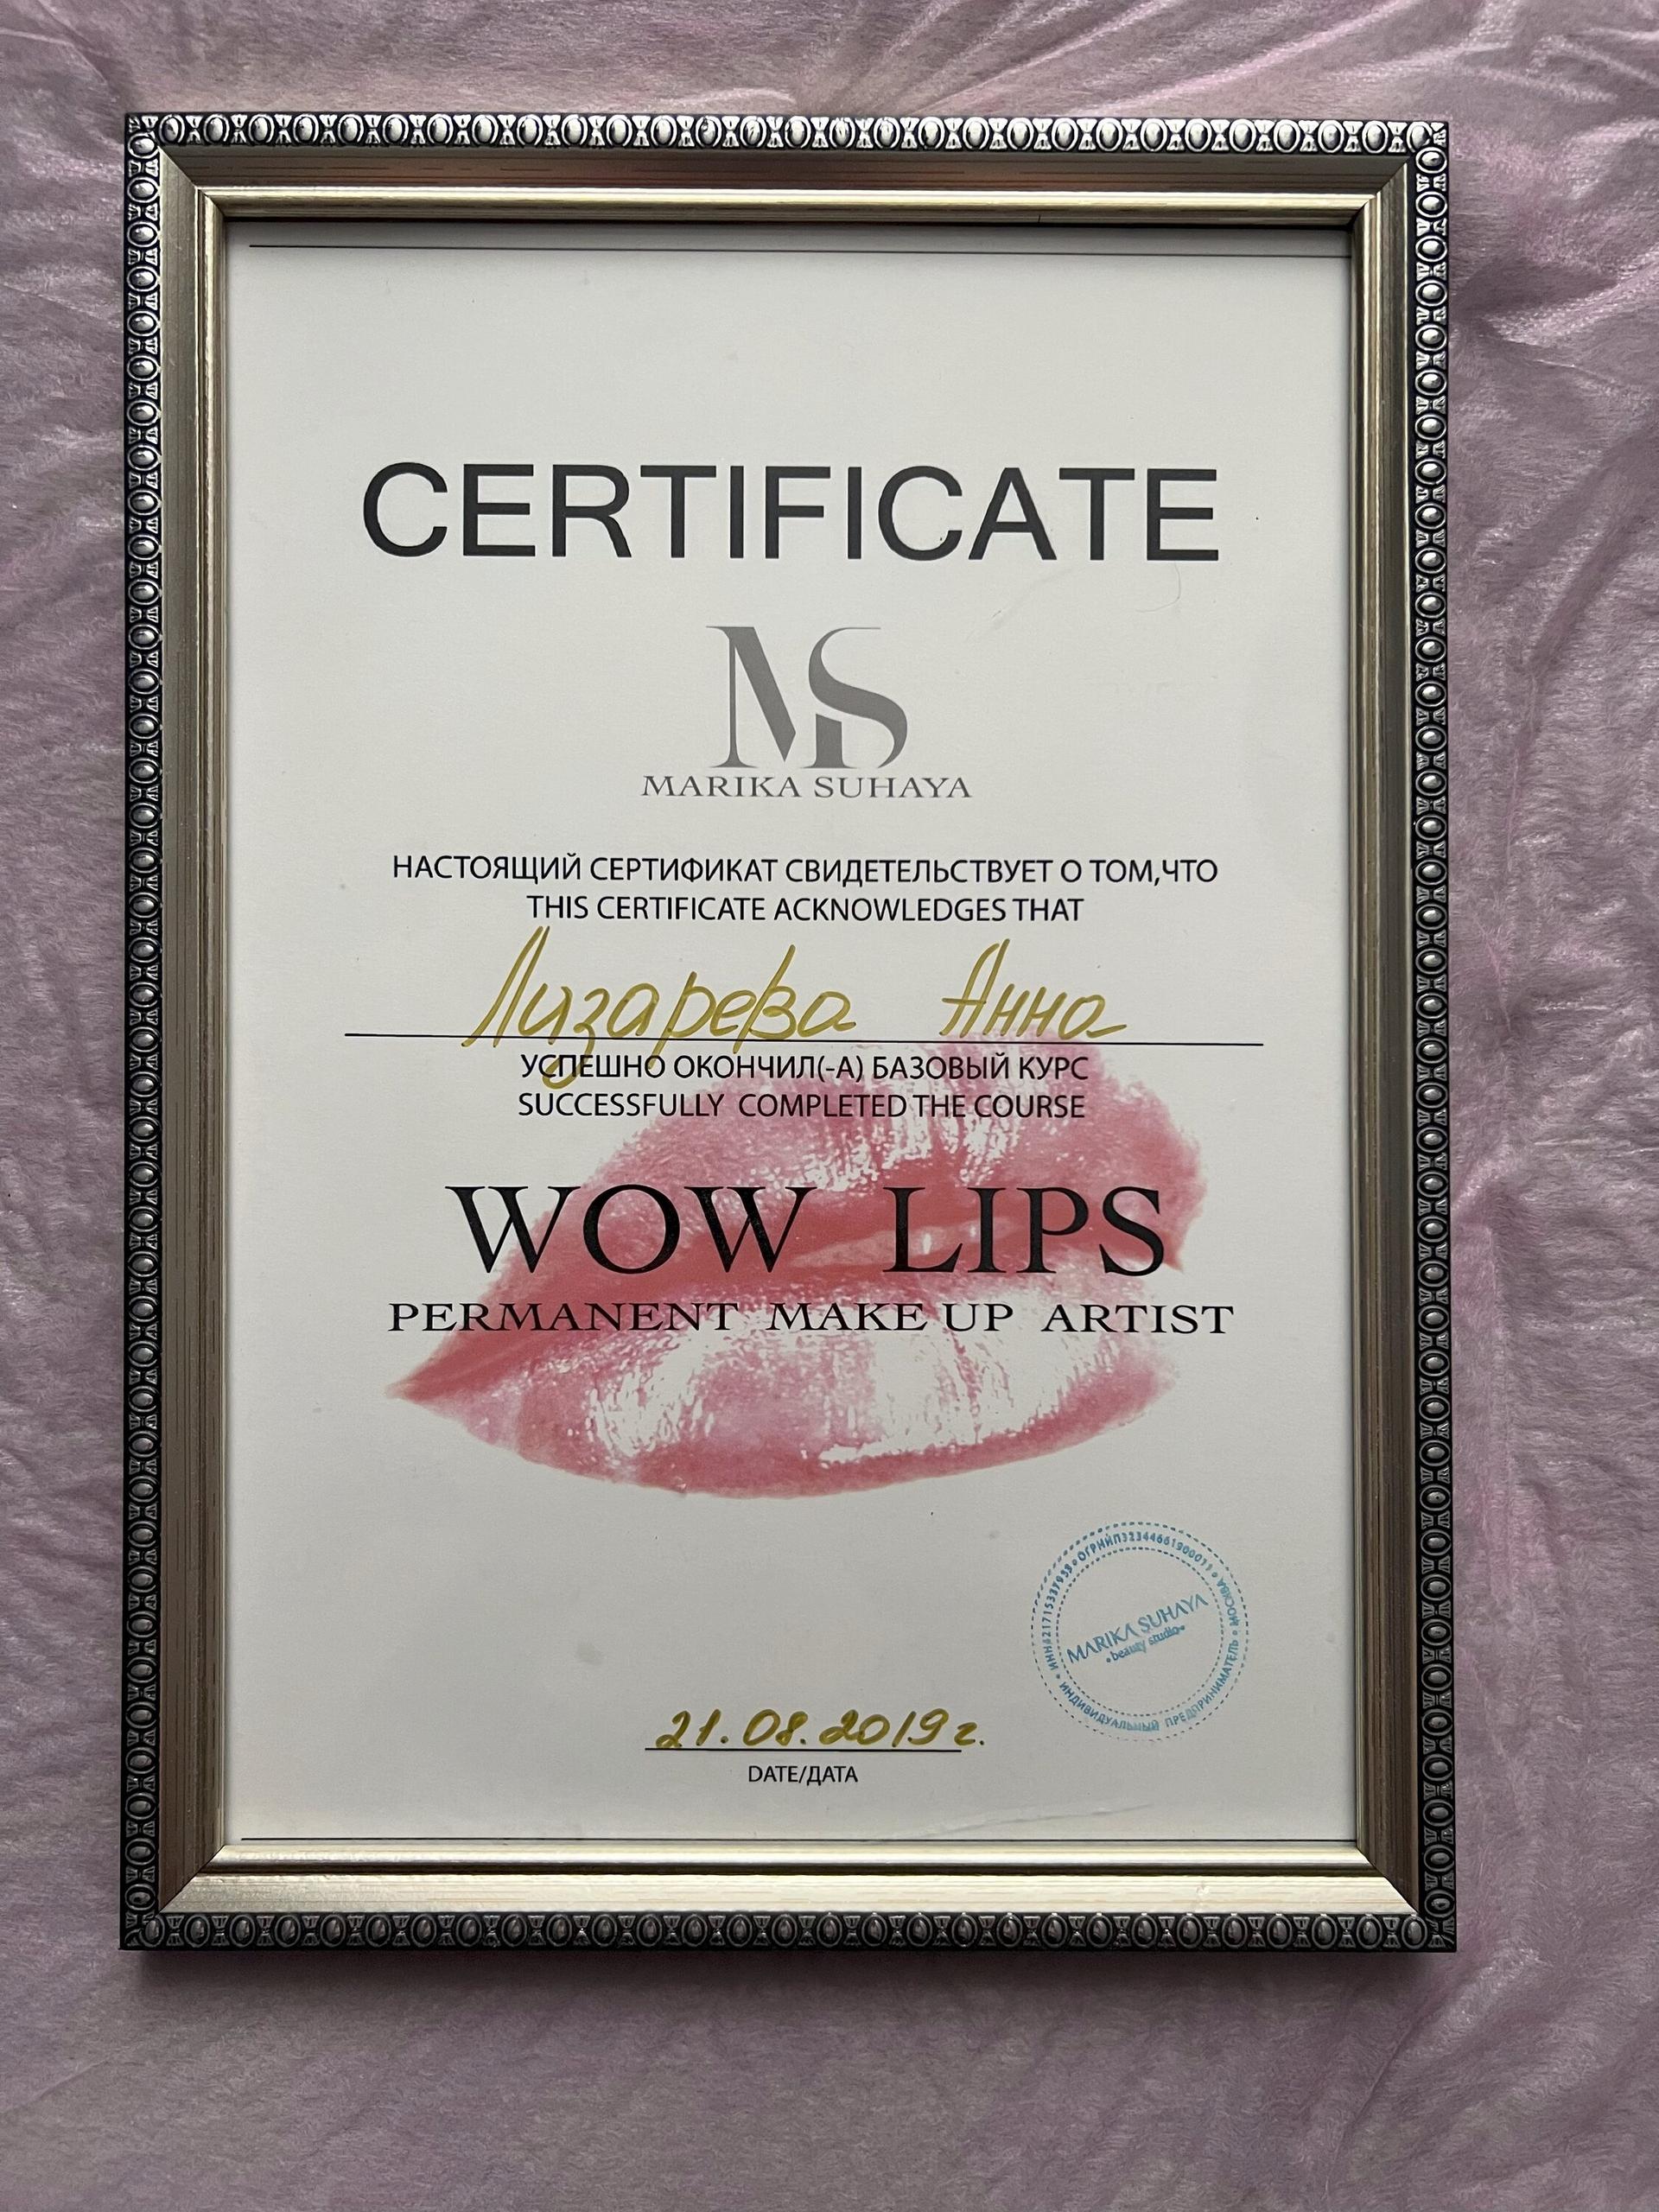 CERTIFICATE
MS
MARIKA SUHAYA
НАСТОЯЩИЙ СЕРТИФИКАТ СВИДЕТЕЛЬСТВУЕТ О ТОМ,ЧТО
THIS CERTIFICATE ACKNOWLEDGES THAT
Лизарева Анна
УСПЕШНО ОКОНЧИЛ(-А) БАЗОВЫЙ КУРС
SUCCESSFULLY COMPLETED THE COURSE
WOW LIPS
PERMANENT MAKE UP ARTIST
ИНДИВИДУАЛЬНЫЙ ПРЕДПРИНИМАТЕЛЬ • МОСКВА
MARIKA SUHAYA
beauty studio
21.08.2019г.
DATE/ДАТА